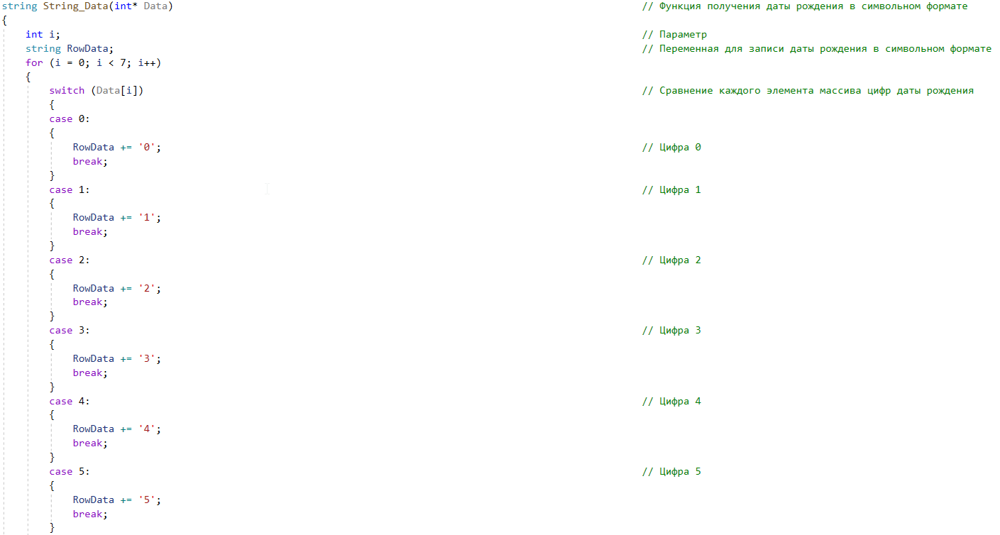 string String_Data(int* Data) // Функция получения даты рождения в символьном формате
{
int i; // Параметр
string RowData; // Переменная для записи даты рождения в символьном формате
for (i = 0; i < 7; i++)
{
switch (Data[i]) // Сравнение каждого элемента массива цифр даты рождения
{
case 0:
{
RowData += '0'; // Цифра 0
break;
}
case 1: // Цифра 1
{
RowData += '1';
break;
}
case 2: // Цифра 2
{
RowData += '2';
break;
}
case 3: // Цифра 3
{
RowData += '3';
break;
}
case 4: // Цифра 4
{
RowData += '4';
break;
}
case 5: // Цифра 5
{
RowData += '5';
break;
}